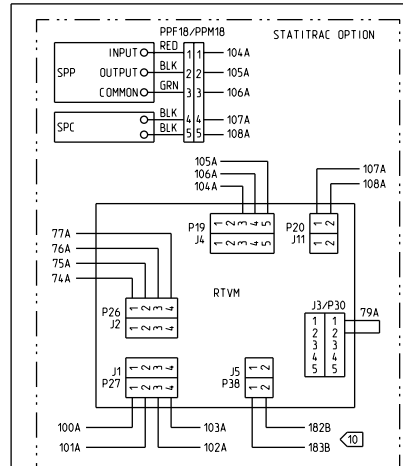 PPF18/PPM18
STATITRAC OPTION
SPP INPUT RED 1 1 104A
OUTPUT BLK 2 2 105A
COMMON GRN 3 3 106A
SPC BLK 4 4 107A
BLK 5 5 108A
105A
106A
104A
107A
108A
P19 1 2 3 4 5
J4 1 2 3 4 5
P20 1 2
J11 1 2
77A
76A
75A
74A
P26 1 2 3 4
J2 1 2 3 4
RTVM
J3/P30
1 1 79A
2 2
3 3
4 4
5 5
J1 1 2 3 4
P27 1 2 3 4
J5 1 2
P38 1 2
100A
101A
103A
102A
182B
183B
10